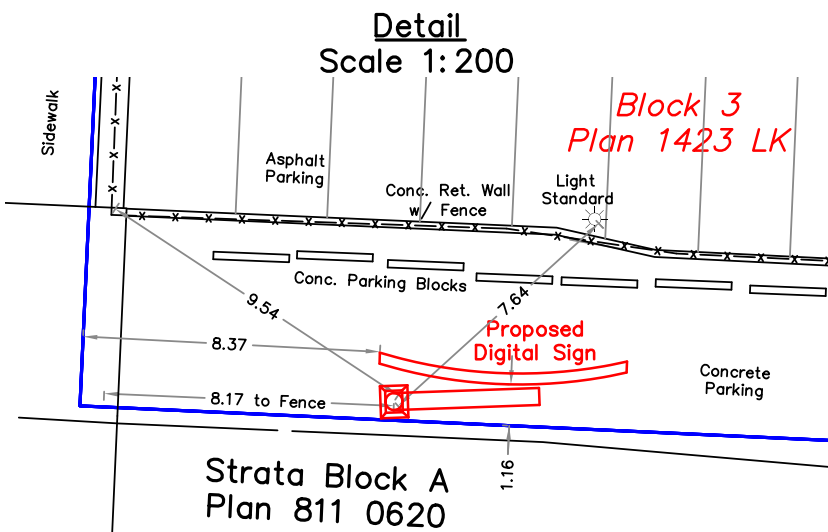 Detail
Scale 1:200
Sidewalk
Block 3
Plan 1423 LK
Asphalt
Parking
Conc. Ret. Wall
w/ Fence
Light
Standard
Conc. Parking Blocks
9.54
7.64
8.37
Proposed
Digital Sign
Concrete
Parking
8.17 to Fence
1.16
Strata Block A
Plan 811 0620